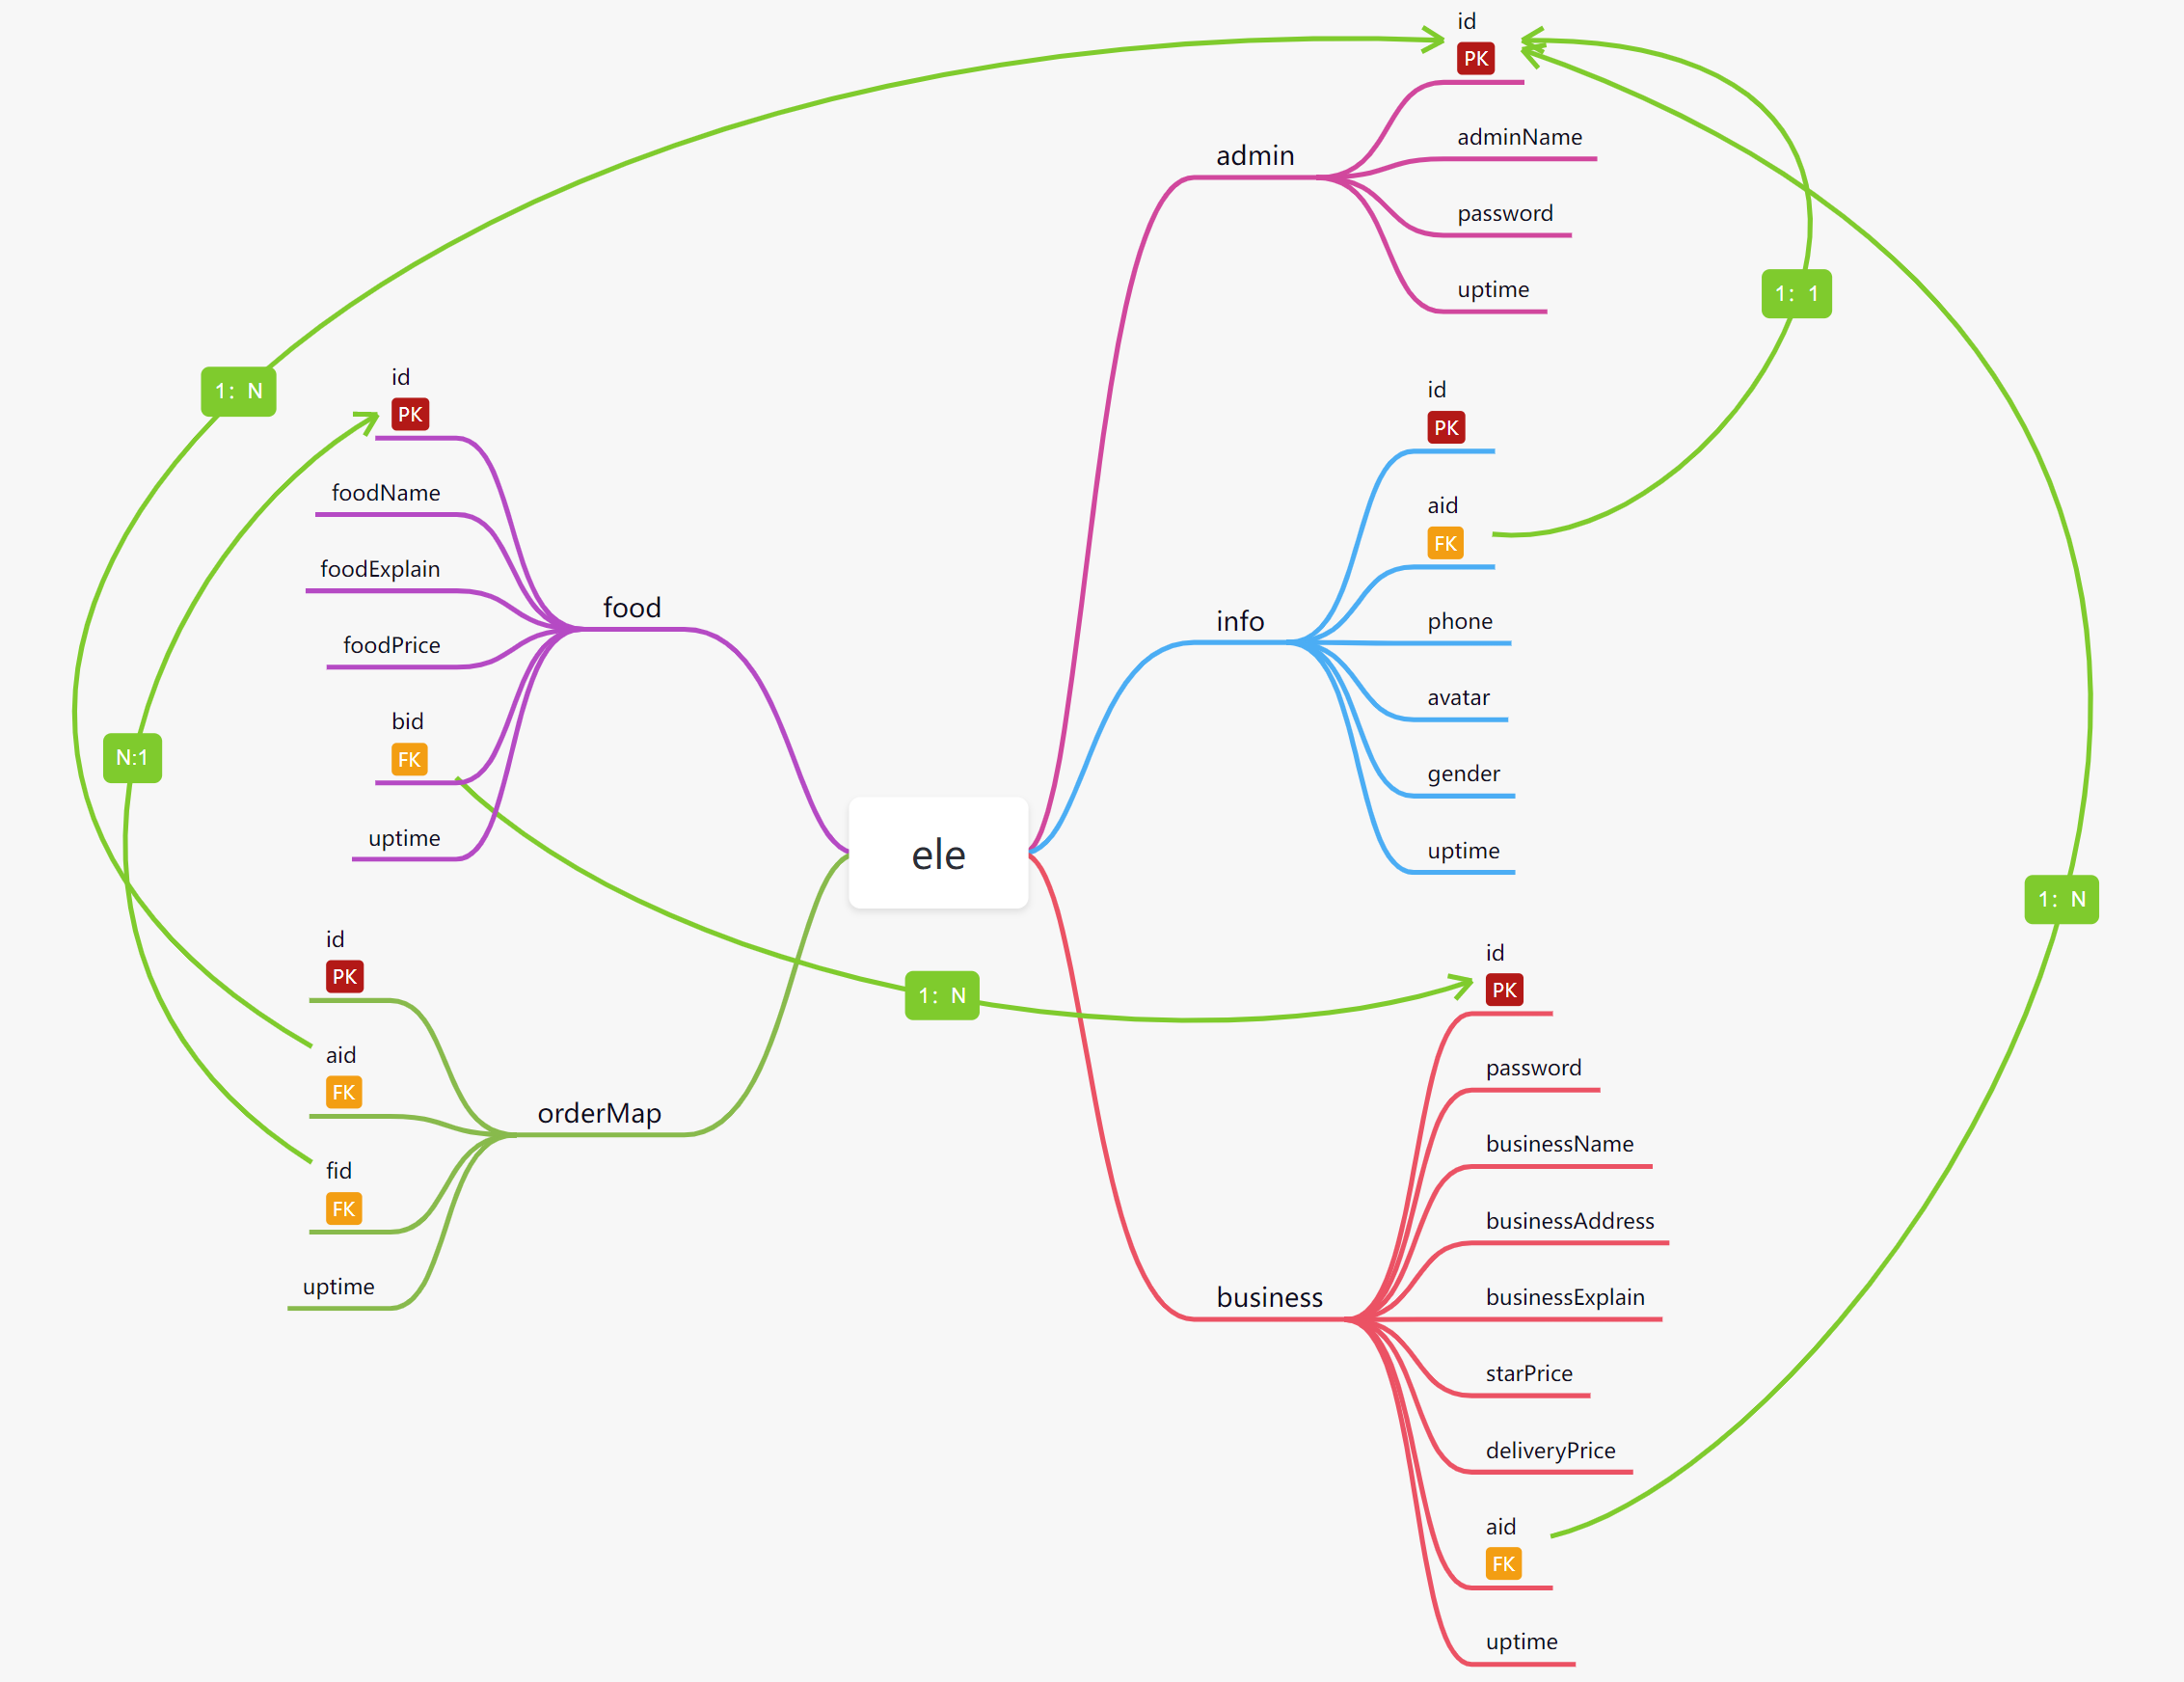 ele
admin
id
PK
adminName
password
uptime
info
id
PK
aid
FK
phone
avatar
gender
uptime
business
id
PK
password
businessName
businessAddress
businessExplain
starPrice
deliveryPrice
aid
FK
uptime
food
id
PK
foodName
foodExplain
foodPrice
bid
FK
uptime
orderMap
id
PK
aid
FK
fid
FK
uptime
1: N
N:1
1: N
1: 1
1: N